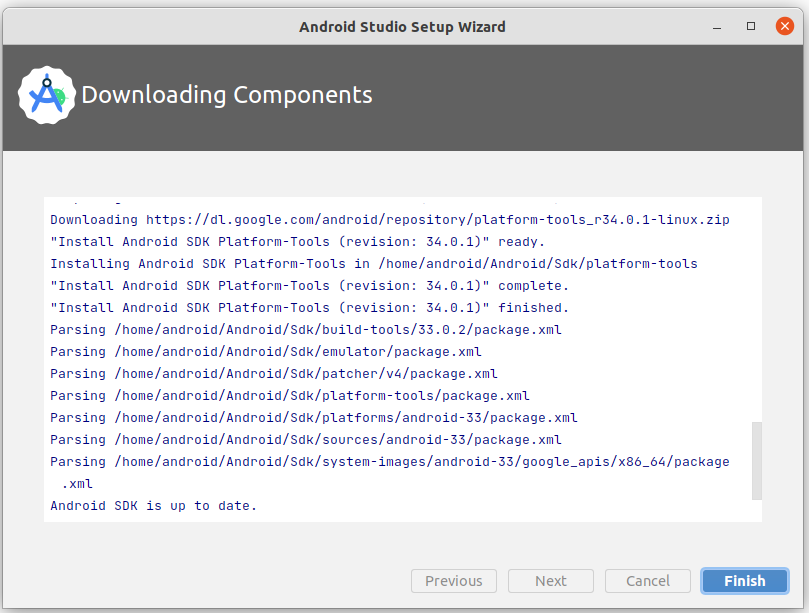 Android Studio Setup Wizard
Downloading Components
Downloading https://dl.google.com/android/repository/platform-tools_r34.0.1-linux.zip
"Install Android SDK Platform-Tools (revision: 34.0.1)" ready.
Installing Android SDK Platform-Tools in /home/android/Android/Sdk/platform-tools
"Install Android SDK Platform-Tools (revision: 34.0.1)" complete.
"Install Android SDK Platform-Tools (revision: 34.0.1)" finished.
Parsing /home/android/Android/Sdk/build-tools/33.0.2/package.xml
Parsing /home/android/Android/Sdk/emulator/package.xml
Parsing /home/android/Android/Sdk/patcher/v4/package.xml
Parsing /home/android/Android/Sdk/platform-tools/package.xml
Parsing /home/android/Android/Sdk/platforms/android-33/package.xml
Parsing /home/android/Android/Sdk/sources/android-33/package.xml
Parsing /home/android/Android/Sdk/system-images/android-33/google_apis/x86_64/package
.xml
Android SDK is up to date.
Previous Next Cancel Finish